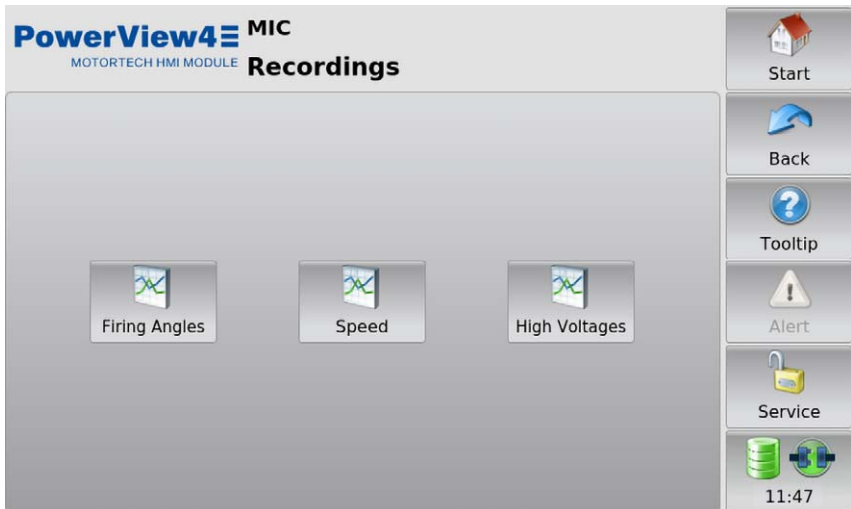 PowerView4
MIC
MOTORTECH HMI MODULE
Recordings
Start
Back
Tooltip
Alert
Service
11:47
Firing Angles
Speed
High Voltages